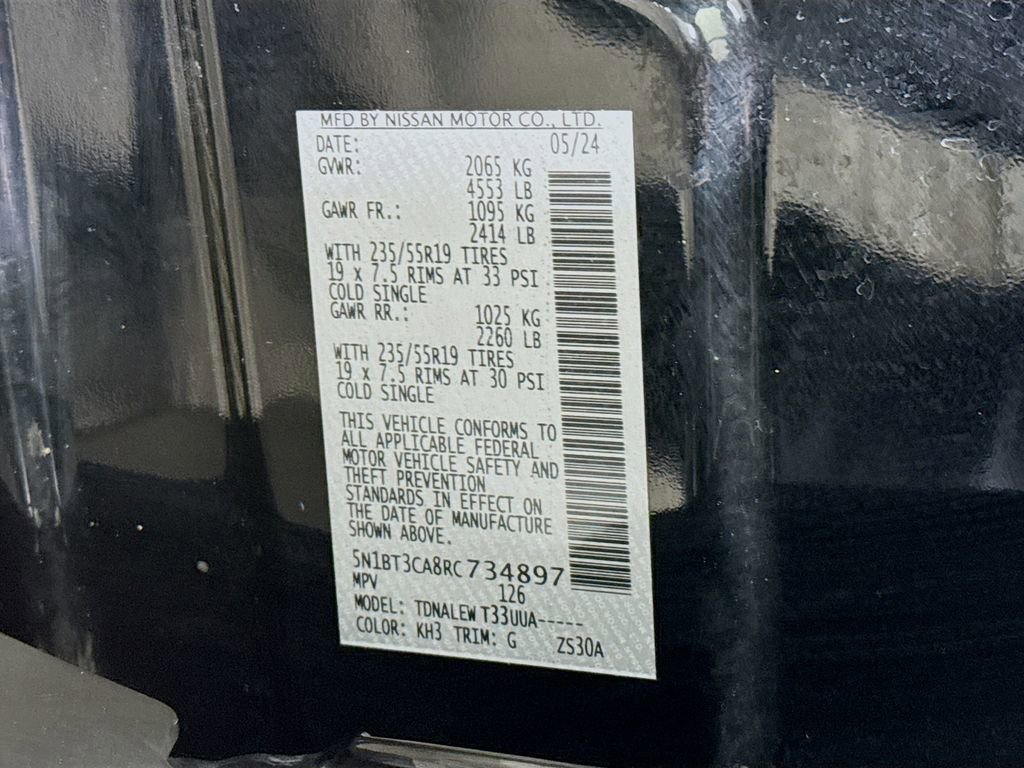 MFD BY NISSAN MOTOR CO., LTD.
DATE: 05/24
GVWR: 2065 KG
4553 LB
GAWR FR.: 1095 KG
2414 LB
WITH 235/55R19 TIRES
19 x 7.5 RIMS AT 33 PSI
COLD SINGLE
GAWR RR.: 1025 KG
2260 LB
WITH 235/55R19 TIRES
19 x 7.5 RIMS AT 30 PSI
COLD SINGLE
THIS VEHICLE CONFORMS TO
ALL APPLICABLE FEDERAL
MOTOR VEHICLE SAFETY AND
THEFT PREVENTION
STANDARDS IN EFFECT ON
THE DATE OF MANUFACTURE
SHOWN ABOVE.
5N1BT3CA8RC734897
MPV 126
MODEL: TDNALEW T33UUA-----
COLOR: KH3 TRIM: G ZS30A